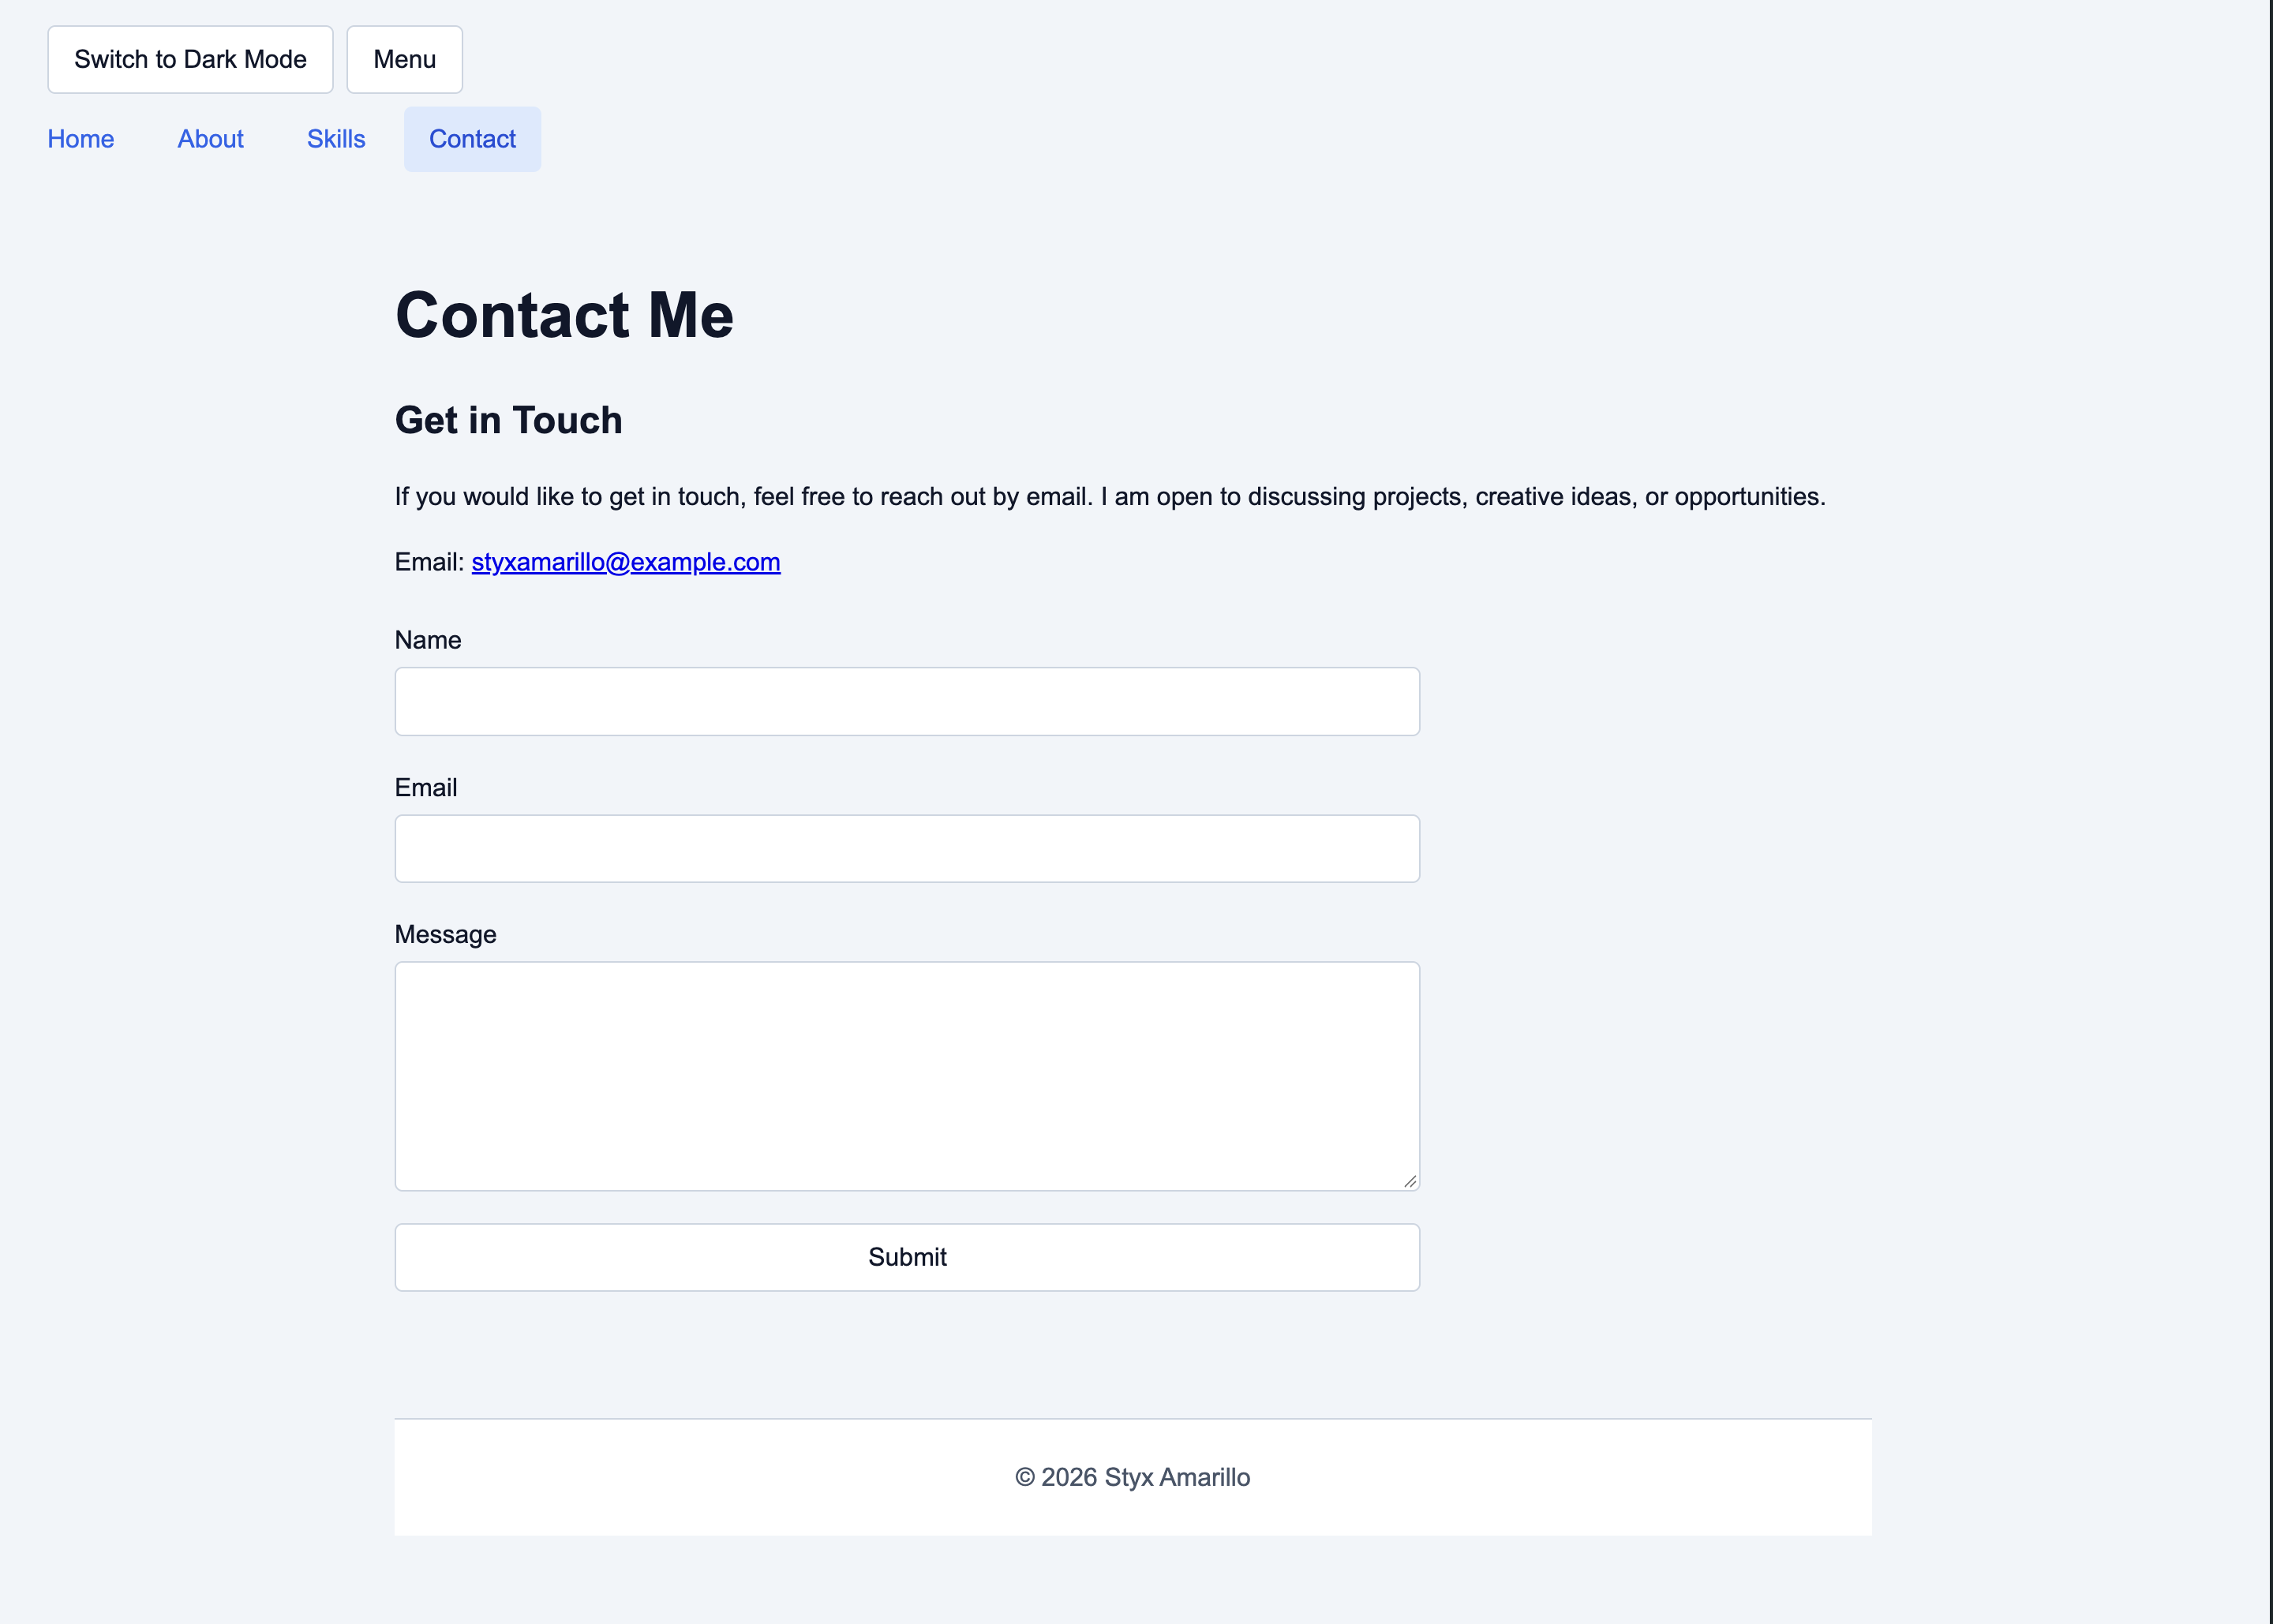 Switch to Dark Mode Menu
Home About Skills Contact
Contact Me
Get in Touch
If you would like to get in touch, feel free to reach out by email. I am open to discussing projects, creative ideas, or opportunities.
Email: styxamarillo@example.com
Name
Email
Message
Submit
© 2026 Styx Amarillo